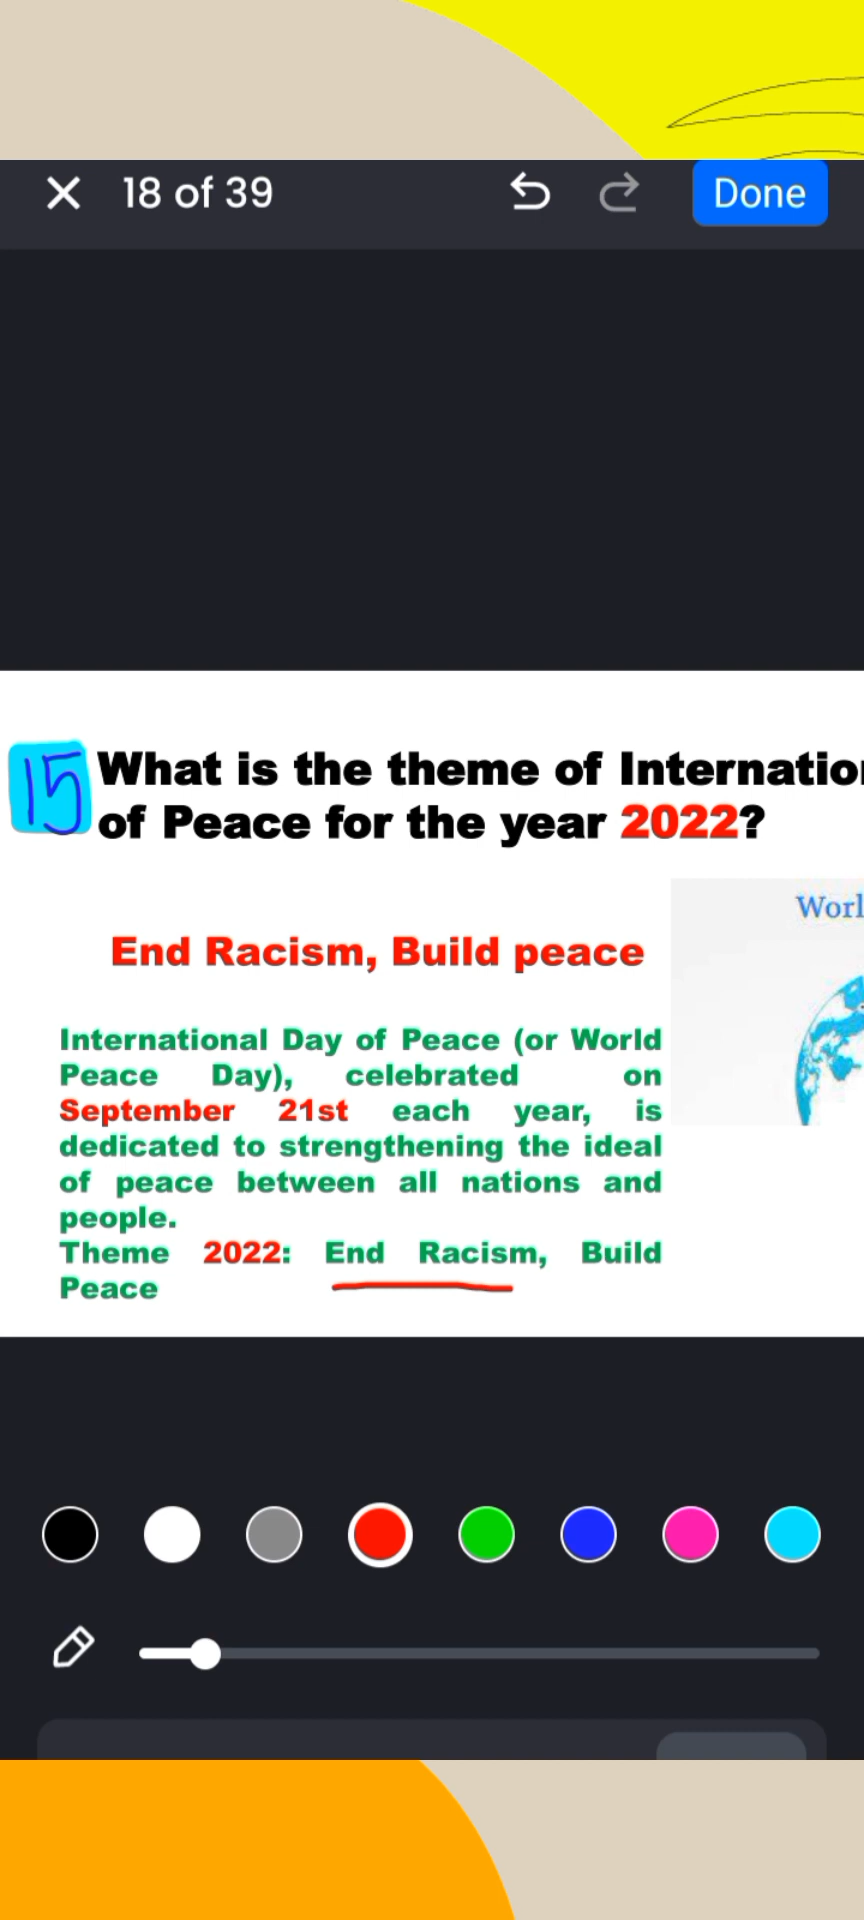 18 of 39
Done
15
What is the theme of Internatio
of Peace for the year 2022?
Worl
End Racism, Build peace
International Day of Peace (or World
Peace Day), celebrated on
September 21st each year, is
dedicated to strengthening the ideal
of peace between all nations and
people.
Theme 2022: End Racism, Build
Peace